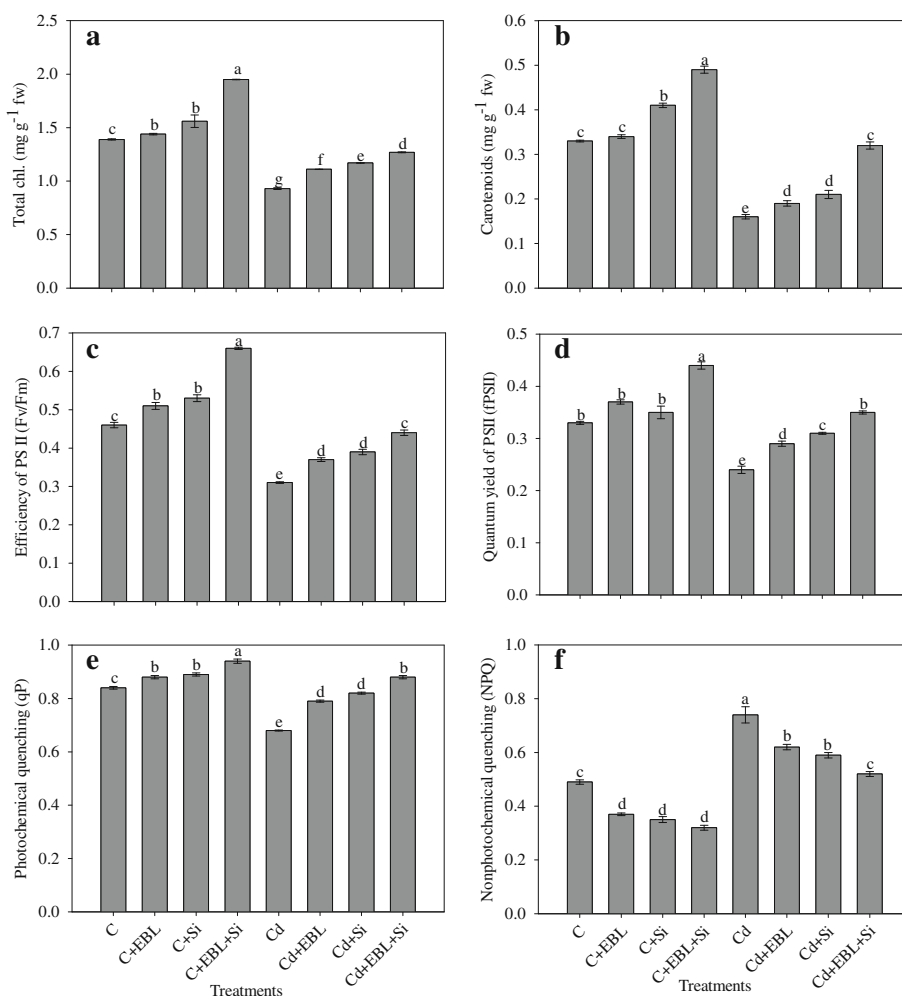 a
Total chl. (mg g⁻¹ fw)
2.5
2.0
1.5
1.0
0.5
0.0
c
b
b
a
g
f
e
d
b
Carotenoids (mg g⁻¹ fw)
0.6
0.5
0.4
0.3
0.2
0.1
0.0
c
c
b
a
e
d
d
c
c
Efficiency of PS II (Fv/Fm)
0.7
0.6
0.5
0.4
0.3
0.2
0.1
0.0
c
b
b
a
e
d
d
c
d
Quantum yield of PSII (fPSII)
0.5
0.4
0.3
0.2
0.1
0.0
b
b
b
a
e
d
c
b
e
Photochemical quenching (qP)
1.0
0.8
0.6
0.4
0.2
0.0
c
b
b
a
e
d
d
b
C
C+EBL
C+Si
C+EBL+Si
Cd
Cd+EBL
Cd+Si
Cd+EBL+Si
Treatments
f
Nonphotochemical quenching (NPQ)
1.0
0.8
0.6
0.4
0.2
0.0
c
d
d
d
a
b
b
c
C
C+EBL
C+Si
C+EBL+Si
Cd
Cd+EBL
Cd+Si
Cd+EBL+Si
Treatments